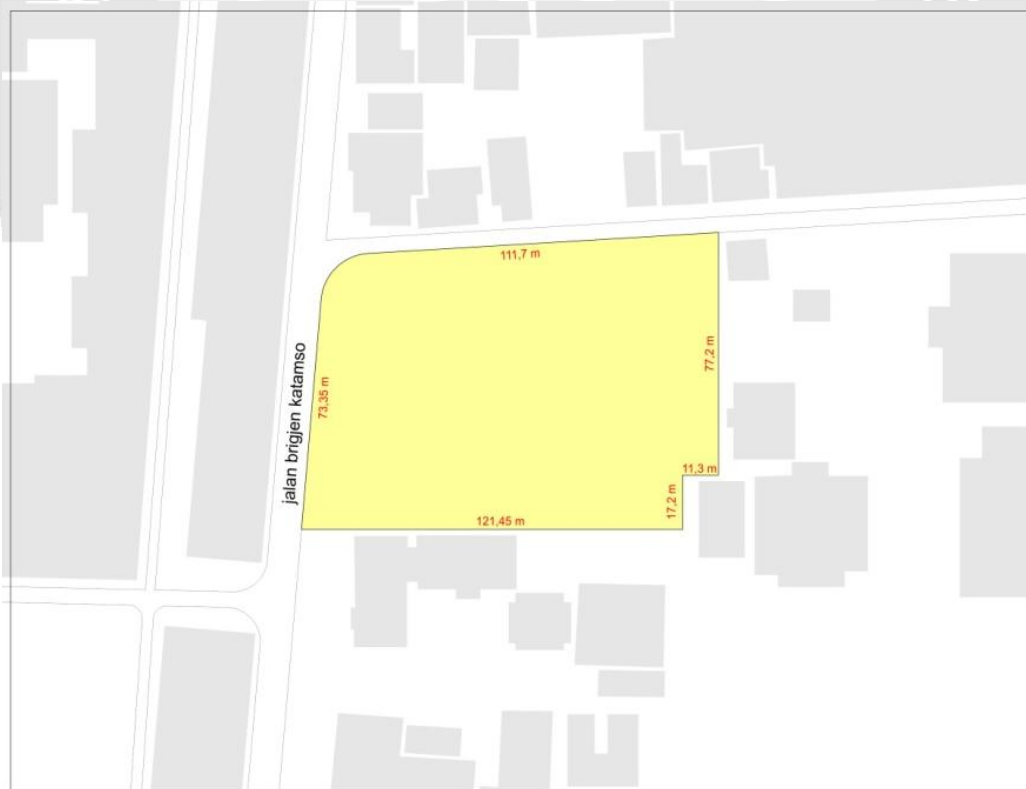 111,7 m
77,2 m
jalan brigjen katamso
73,35 m
11,3 m
17,2 m
121,45 m